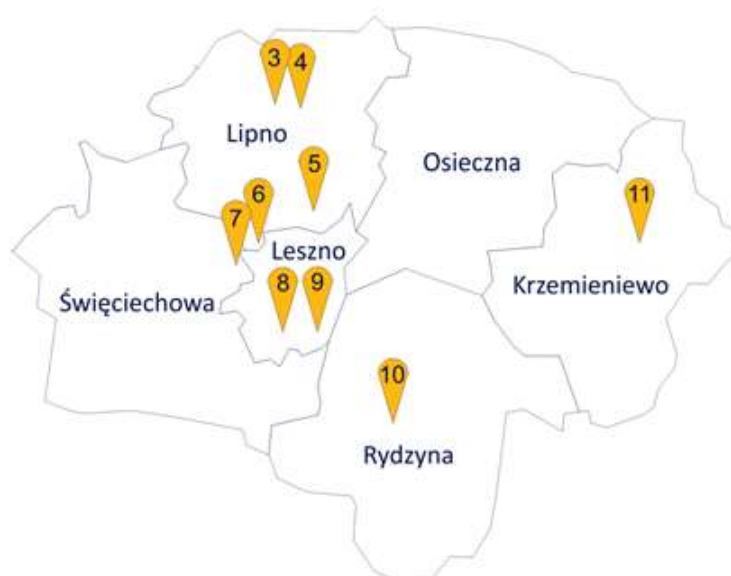 3 4
Lipno
5
Osieczna
6
11
7
Leszno
8 9
Krzemieniewo
Święciechowa
10
Rydzyna